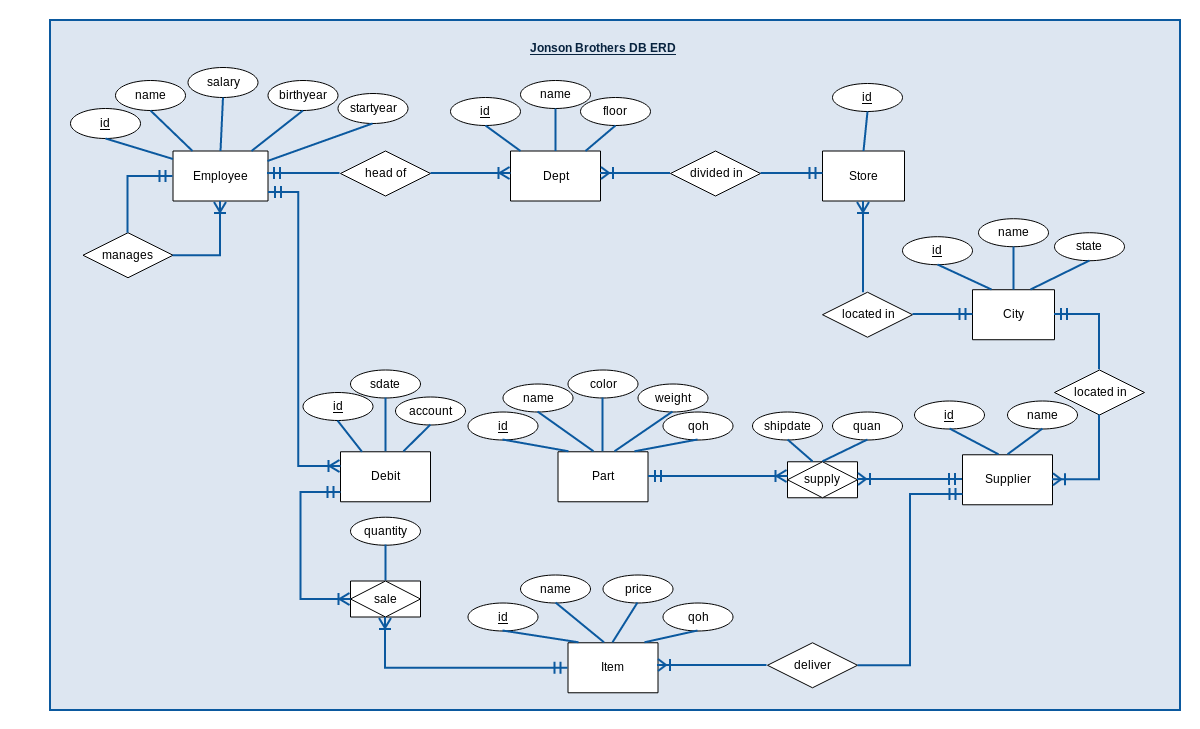 Jonson Brothers DB ERD
id
name
salary
birthyear
startyear
id
name
floor
id
Employee
head of
Dept
divided in
Store
manages
id
name
state
located in
City
located in
id
sdate
account
Debit
id
name
color
weight
qoh
Part
shipdate
quan
supply
id
name
Supplier
quantity
sale
id
name
price
qoh
Item
deliver